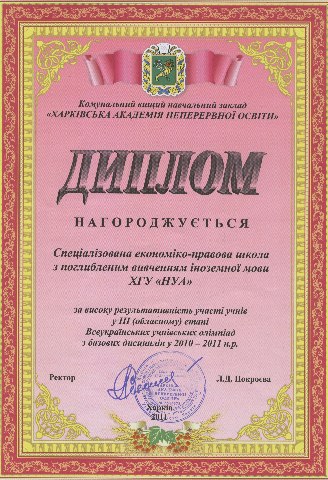 Комунальний вищий навчальний заклад
«ХАРКІВСЬКА АКАДЕМІЯ НЕПЕРЕРВНОЇ ОСВІТИ»
ДИПЛОМ
НАГОРОДЖУЄТЬСЯ
Спеціалізована економіко-правова школа
з поглибленим вивченням іноземної мови
ХГУ «НУА»
за високу результативність участі учнів
у ІІІ (обласному) етапі
Всеукраїнських учнівських олімпіад
з базових дисциплін у 2010 – 2011 н.р.
Ректор Л.Д. Покроєва
Харків
2011